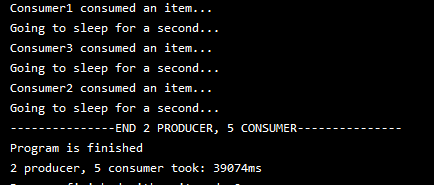 Consumer1 consumed an item...
Going to sleep for a second...
Consumer3 consumed an item...
Going to sleep for a second...
Consumer2 consumed an item...
Going to sleep for a second...
---------------END 2 PRODUCER, 5 CONSUMER---------------
Program is finished
2 producer, 5 consumer took: 39074ms